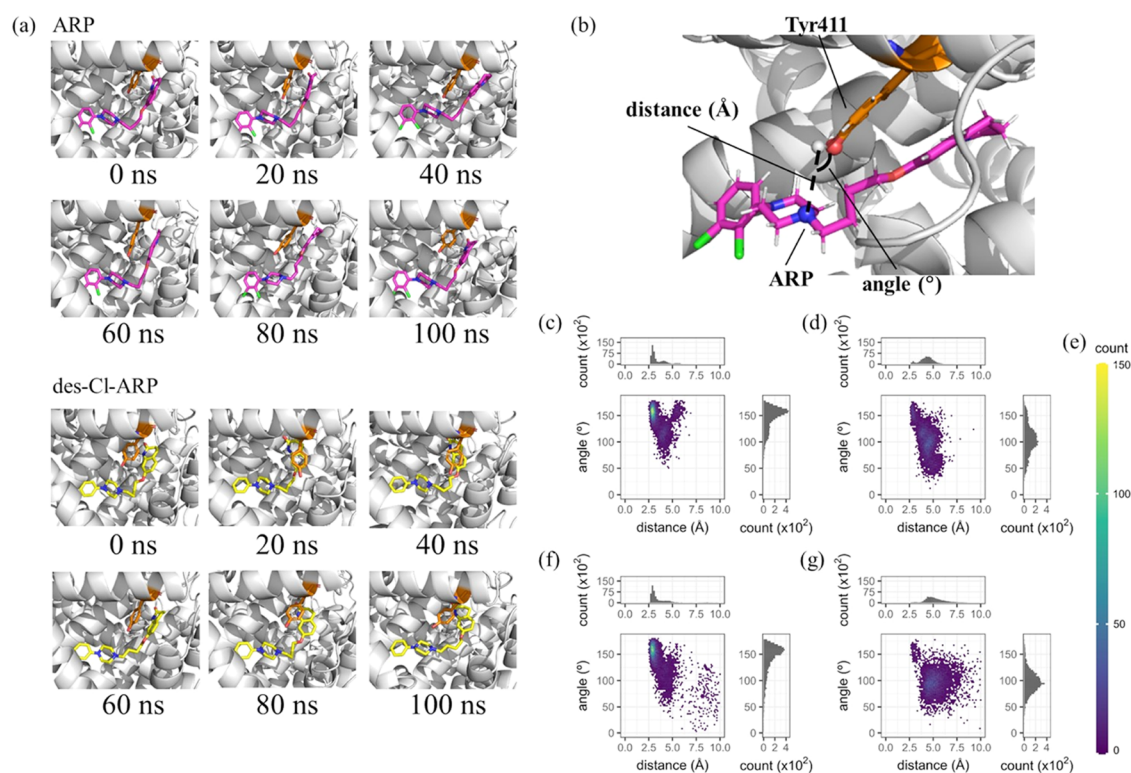 (a) ARP
0 ns 20 ns 40 ns
60 ns 80 ns 100 ns
des-Cl-ARP
0 ns 20 ns 40 ns
60 ns 80 ns 100 ns
(b)
Tyr411
distance (Å)
ARP
angle (°)
(c)
count (x10²)
150
75
0
0.0 2.5 5.0 7.5 10.0
angle (°)
150
100
50
0
0.0 2.5 5.0 7.5 10.0
distance (Å)
0 2 4
count (x10²)
(d)
count (x10²)
150
75
0
0.0 2.5 5.0 7.5 10.0
angle (°)
150
100
50
0
0.0 2.5 5.0 7.5 10.0
distance (Å)
0 2 4
count (x10²)
(e)
count
150
100
50
0
(f)
count (x10²)
150
75
0
0.0 2.5 5.0 7.5 10.0
angle (°)
150
100
50
0
0.0 2.5 5.0 7.5 10.0
distance (Å)
0 2 4
count (x10²)
(g)
count (x10²)
150
75
0
0.0 2.5 5.0 7.5 10.0
angle (°)
150
100
50
0
0.0 2.5 5.0 7.5 10.0
distance (Å)
0 2 4
count (x10²)